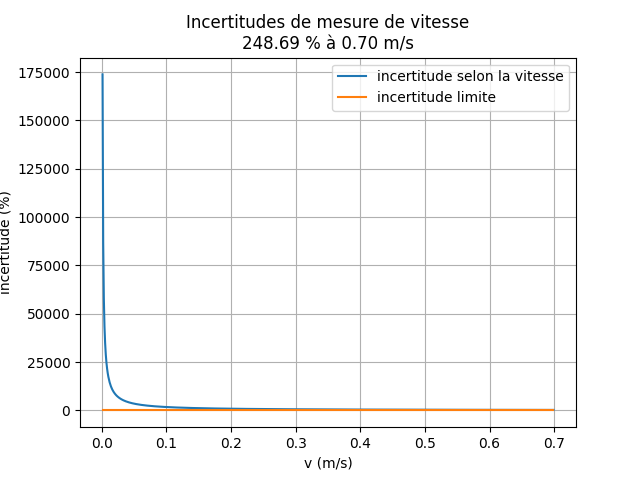 Incertitudes de mesure de vitesse
248.69 % à 0.70 m/s
incertitude selon la vitesse
incertitude limite
175000
150000
125000
100000
75000
50000
25000
0
incertitude (%)
0.0 0.1 0.2 0.3 0.4 0.5 0.6 0.7
v (m/s)